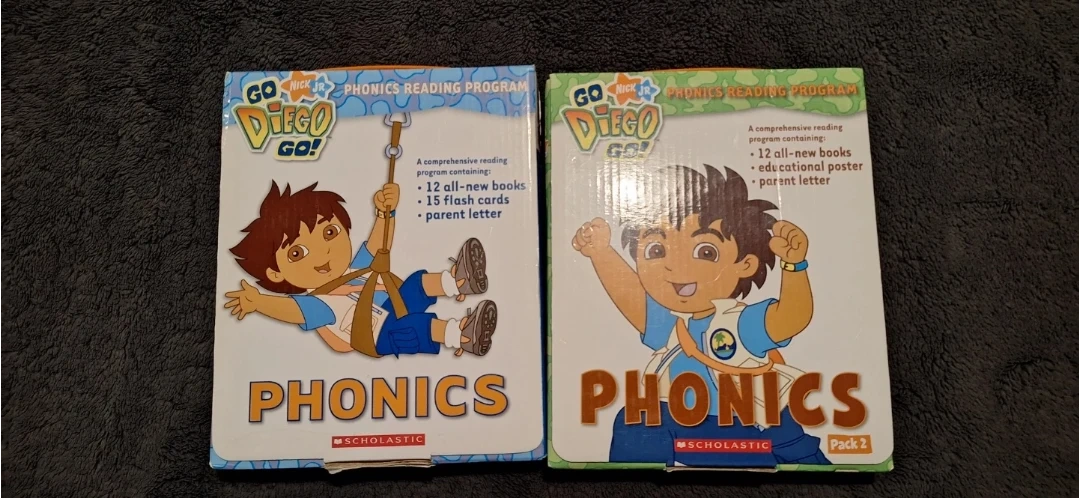 GO
NICK JR
DIEGO
GO!
PHONICS READING PROGRAM
A comprehensive reading
program containing:
• 12 all-new books
• 15 flash cards
• parent letter
PHONICS
SCHOLASTIC
GO
NICK JR
DIEGO
GO!
PHONICS READING PROGRAM
A comprehensive reading
program containing:
• 12 all-new books
• educational poster
• parent letter
PHONICS
SCHOLASTIC
Pack 2